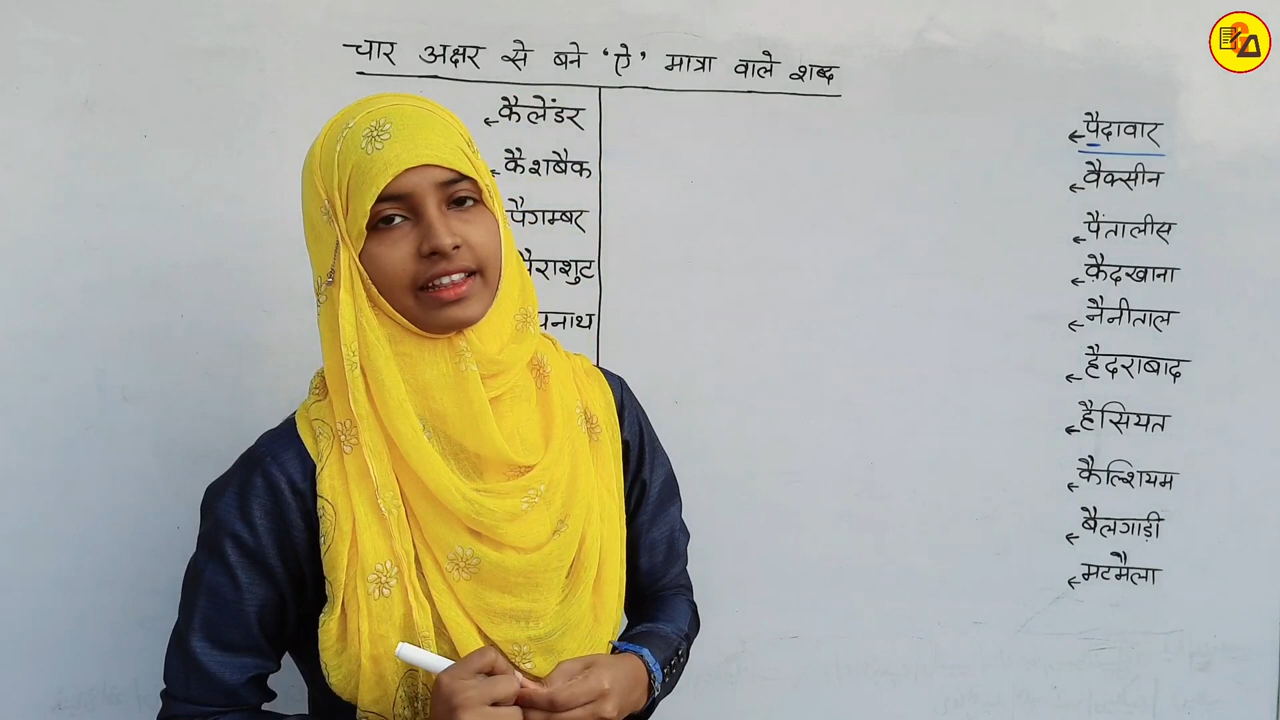 चार अक्षर से बने 'ऐ' मात्रा वाले शब्द
कैलेंडर
कैशबैक
पैगम्बर
पैराशुट
पैदावार
वैक्सीन
पैंतालीस
क़ैदखाना
नैनीताल
हैदराबाद
हैसियत
कैल्शियम
बैलगाड़ी
मटमैला